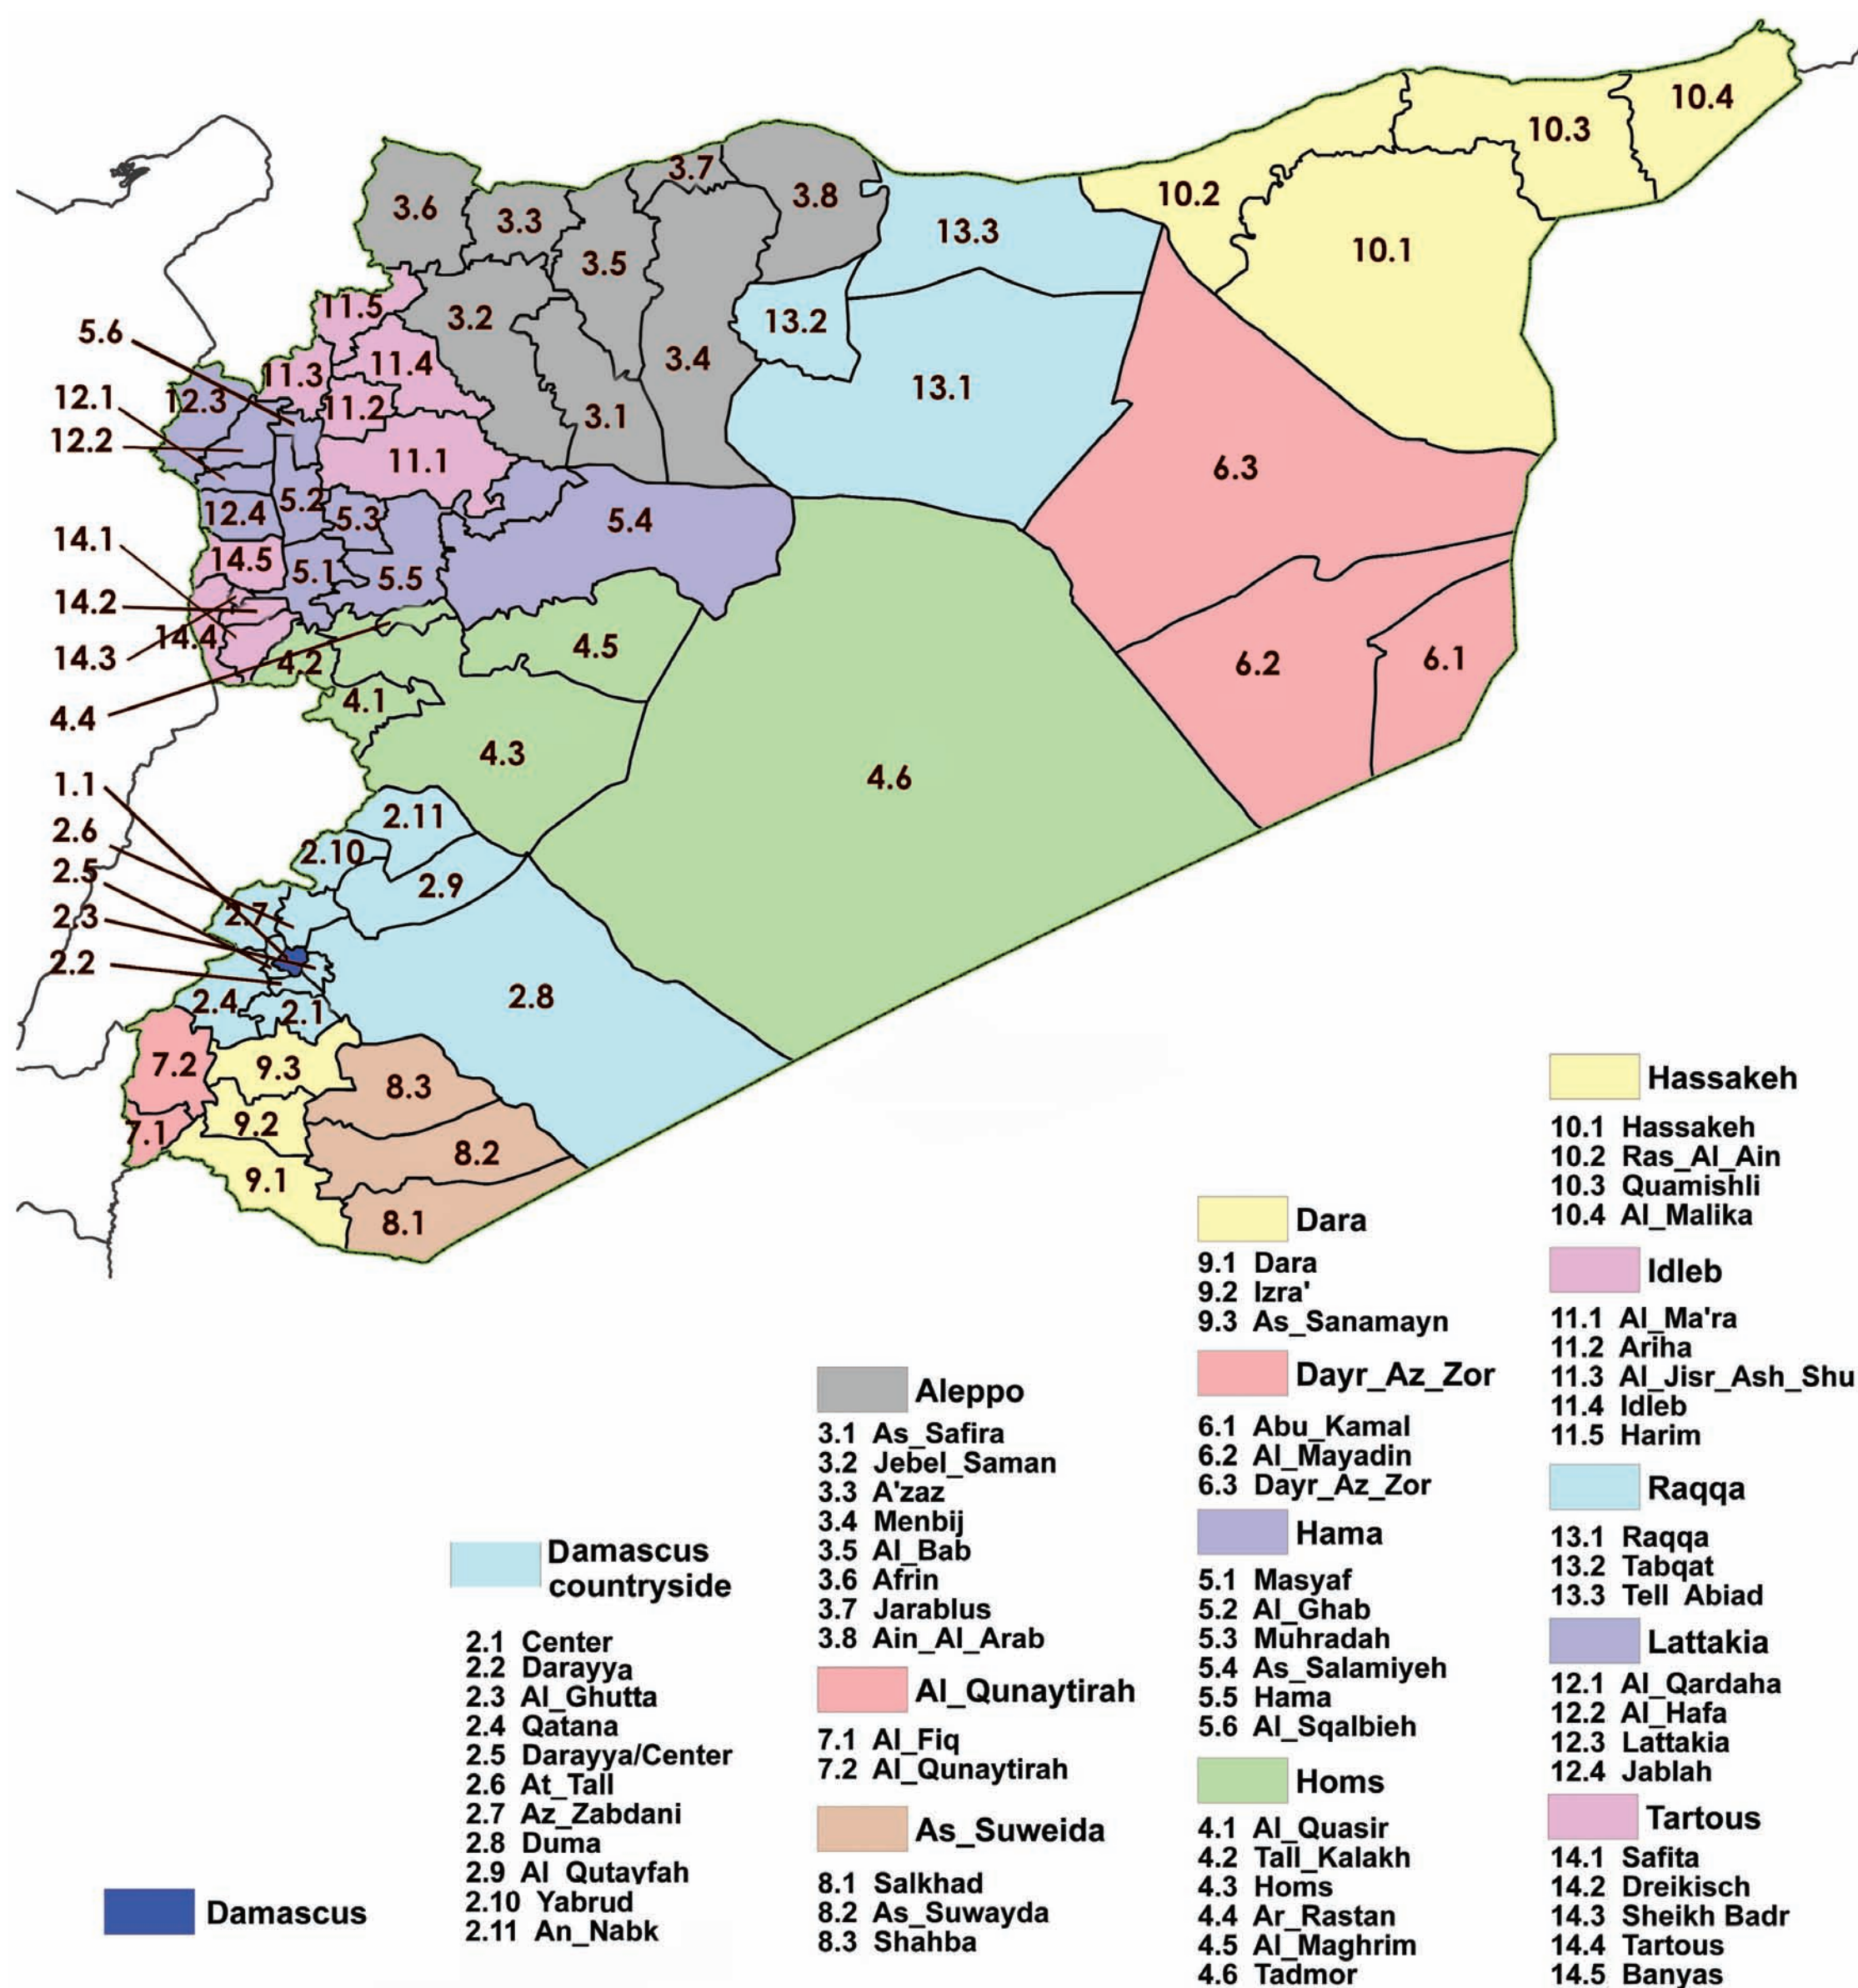 10.4
10.3
3.7
3.8
10.2
3.6
3.3
13.3
10.1
3.5
11.5
3.2
13.2
5.6
11.4
3.4
11.3
13.1
12.1
12.3
11.2
3.1
12.2
11.1
6.3
5.2
12.4
5.3
5.4
14.1
14.5
5.1
5.5
14.2
14.4
4.5
14.3
4.2
6.2
6.1
4.1
4.4
4.3
4.6
1.1
2.11
2.6
2.10
2.5
2.9
2.3
2.7
2.2
2.8
2.4
2.1
7.2
9.3
8.3
9.2
7.1
8.2
9.1
8.1
Damascus
Damascus
countryside
2.1 Center
2.2 Darayya
2.3 Al_Ghutta
2.4 Qatana
2.5 Darayya/Center
2.6 At_Tall
2.7 Az_Zabdani
2.8 Duma
2.9 Al_Qutayfah
2.10 Yabrud
2.11 An_Nabk
Aleppo
3.1 As_Safira
3.2 Jebel_Saman
3.3 A'zaz
3.4 Menbij
3.5 Al_Bab
3.6 Afrin
3.7 Jarablus
3.8 Ain_Al_Arab
Al_Qunaytirah
7.1 Al_Fiq
7.2 Al_Qunaytirah
As_Suweida
8.1 Salkhad
8.2 As_Suwayda
8.3 Shahba
Dara
9.1 Dara
9.2 Izra'
9.3 As_Sanamayn
Dayr_Az_Zor
6.1 Abu_Kamal
6.2 Al_Mayadin
6.3 Dayr_Az_Zor
Hama
5.1 Masyaf
5.2 Al_Ghab
5.3 Muhradah
5.4 As_Salamiyeh
5.5 Hama
5.6 Al_Sqalbieh
Homs
4.1 Al_Quasir
4.2 Tall_Kalakh
4.3 Homs
4.4 Ar_Rastan
4.5 Al_Maghrim
4.6 Tadmor
Hassakeh
10.1 Hassakeh
10.2 Ras_Al_Ain
10.3 Quamishli
10.4 Al_Malika
Idleb
11.1 Al_Ma'ra
11.2 Ariha
11.3 Al_Jisr_Ash_Shu
11.4 Idleb
11.5 Harim
Raqqa
13.1 Raqqa
13.2 Tabqat
13.3 Tell Abiad
Lattakia
12.1 Al_Qardaha
12.2 Al_Hafa
12.3 Lattakia
12.4 Jablah
Tartous
14.1 Safita
14.2 Dreikisch
14.3 Sheikh Badr
14.4 Tartous
14.5 Banyas